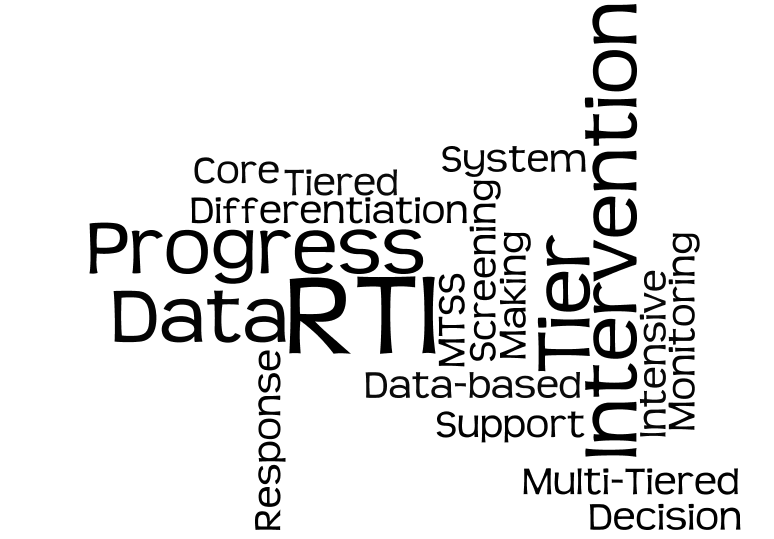 Intervention
System
Core
Tiered
Differentiation
Screening
Progress
Making
Tier
Monitoring
Data
RTI
MTSS
Intensive
Response
Data-based
Support
Multi-Tiered
Decision